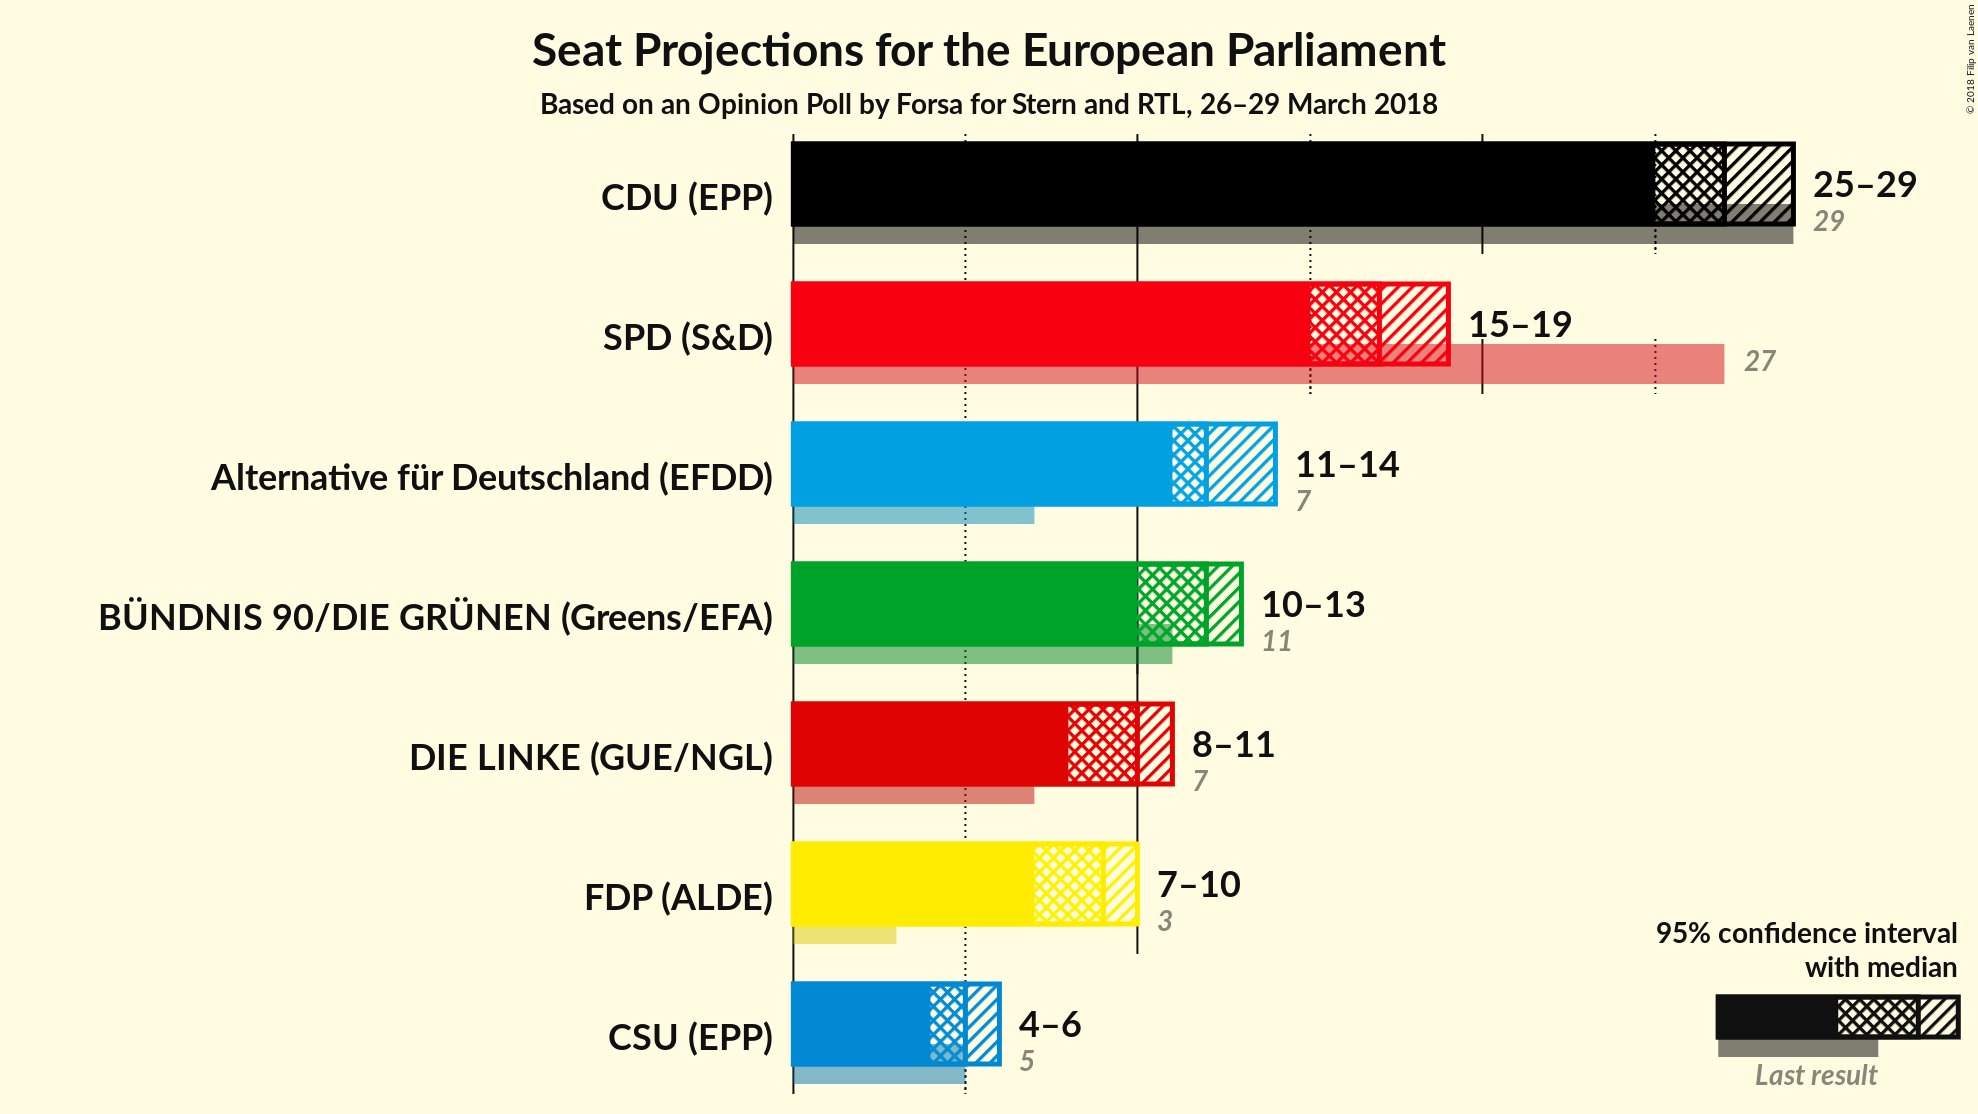 Seat Projections for the European Parliament
Based on an Opinion Poll by Forsa for Stern and RTL, 26–29 March 2018
© 2018 Filip van Laenen
CDU (EPP)
25–29
29
SPD (S&D)
15–19
27
Alternative für Deutschland (EFDD)
11–14
7
BÜNDNIS 90/DIE GRÜNEN (Greens/EFA)
10–13
11
DIE LINKE (GUE/NGL)
8–11
7
FDP (ALDE)
7–10
3
CSU (EPP)
4–6
5
95% confidence interval
with median
Last result